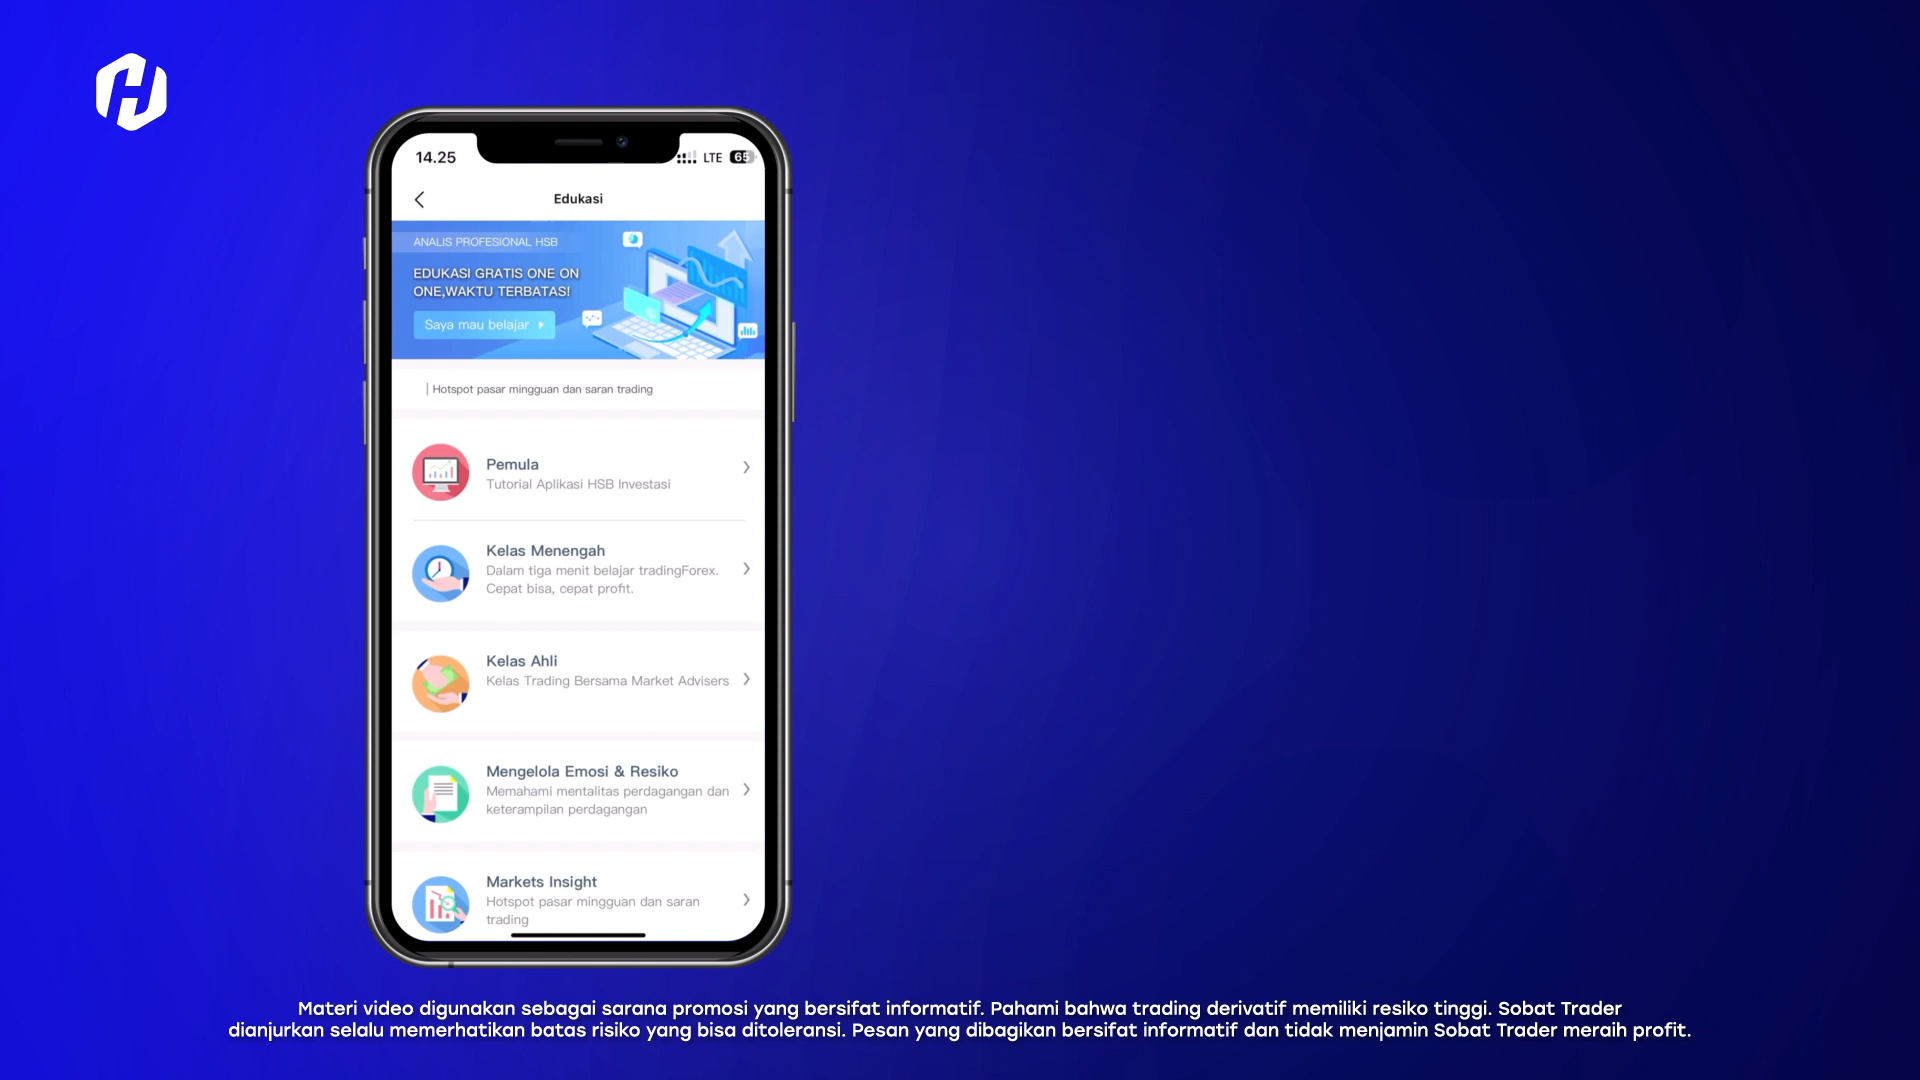 14.25
LTE 65
Edukasi
ANALIS PROFESIONAL HSB
EDUKASI GRATIS ONE ON
ONE,WAKTU TERBATAS!
Saya mau belajar
| Hotspot pasar mingguan dan saran trading
Pemula
Tutorial Aplikasi HSB Investasi
Kelas Menengah
Dalam tiga menit belajar tradingForex.
Cepat bisa, cepat profit.
Kelas Ahli
Kelas Trading Bersama Market Advisers
Mengelola Emosi & Resiko
Memahami mentalitas perdagangan dan
keterampilan perdagangan
Markets Insight
Hotspot pasar mingguan dan saran
trading
Materi video digunakan sebagai sarana promosi yang bersifat informatif. Pahami bahwa trading derivatif memiliki resiko tinggi. Sobat Trader
dianjurkan selalu memerhatikan batas risiko yang bisa ditoleransi. Pesan yang dibagikan bersifat informatif dan tidak menjamin Sobat Trader meraih profit.